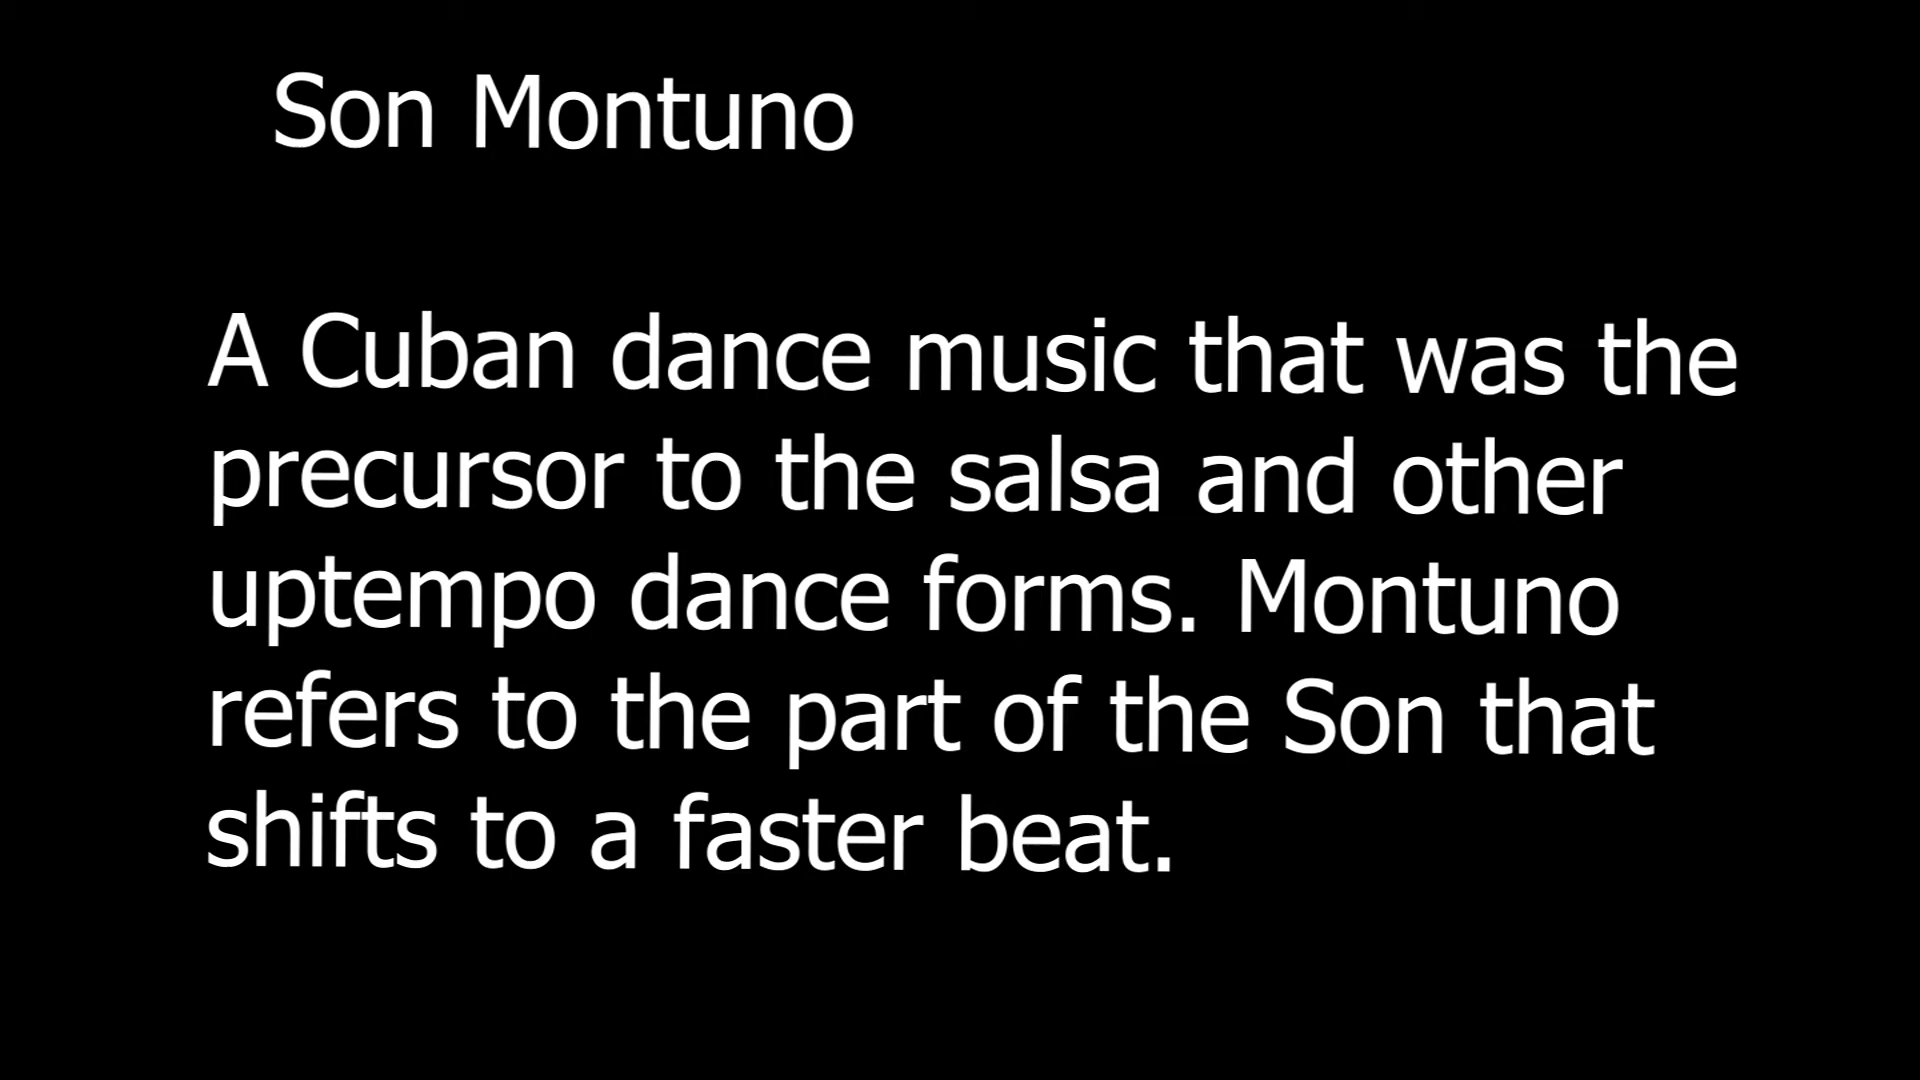 Son Montuno
A Cuban dance music that was the
precursor to the salsa and other
uptempo dance forms. Montuno
refers to the part of the Son that
shifts to a faster beat.